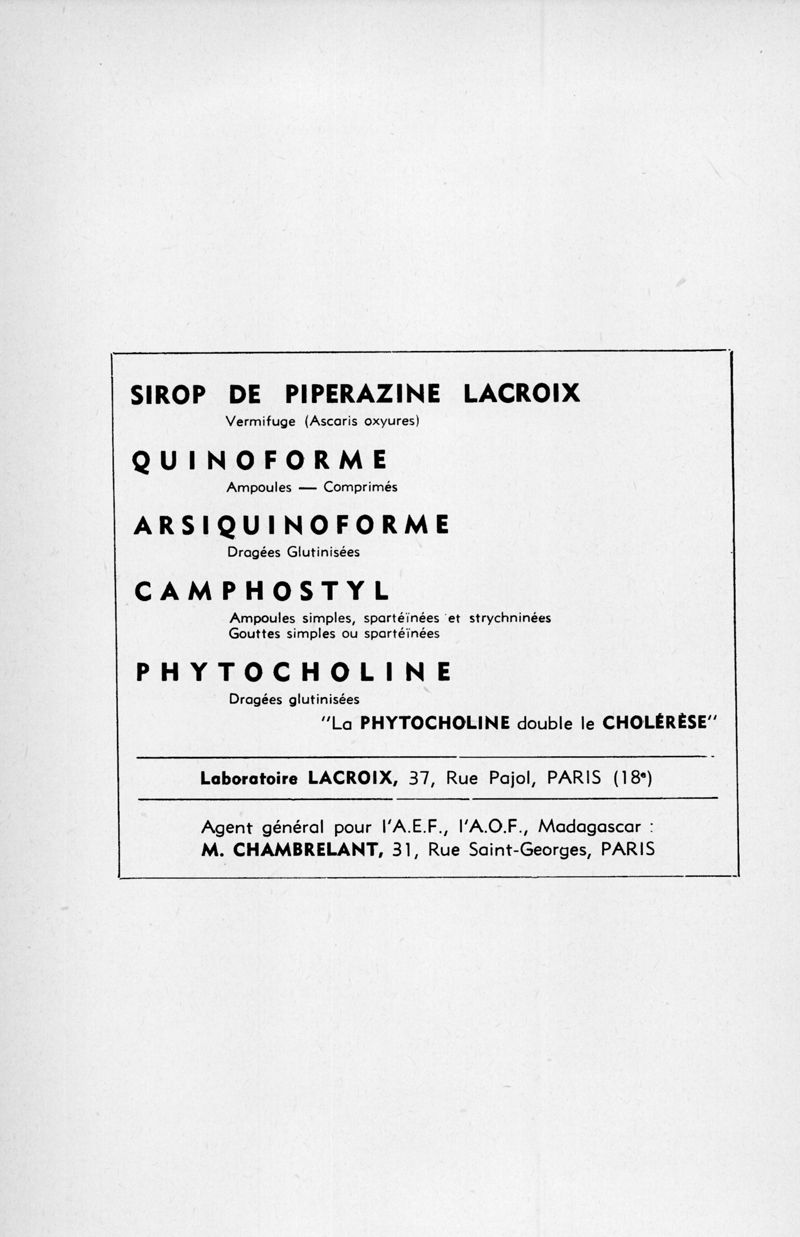 SIROP DE PIPERAZINE LACROIX
Vermifuge (Ascaris oxyures)
QUINOFORME
Ampoules — Comprimés
ARSIQUINOFORME
Dragées Glutinisées
CAMPHOSTYL
Ampoules simples, spartéïnées et strychninées
Gouttes simples ou spartéïnées
PHYTOCHOLINE
Dragées glutinisées
"La PHYTOCHOLINE double le CHOLÉRÈSE"
Laboratoire LACROIX, 37, Rue Pajol, PARIS (18e)
Agent général pour l'A.E.F., l'A.O.F., Madagascar :
M. CHAMBRELANT, 31, Rue Saint-Georges, PARIS